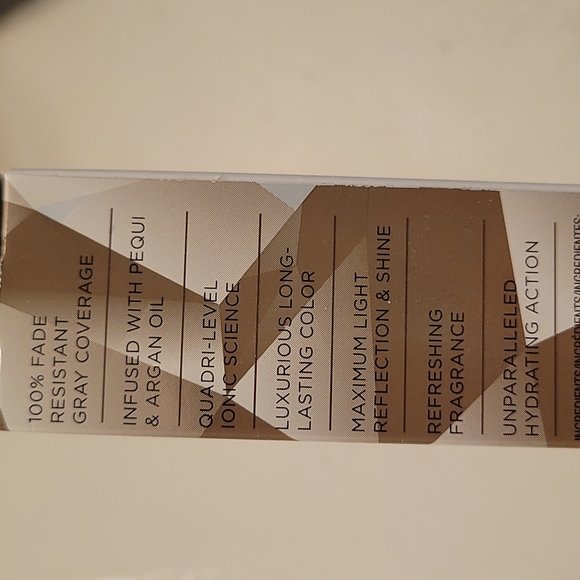 100% FADE
RESISTANT
GRAY COVERAGE
INFUSED WITH PEQUI
& ARGAN OIL
QUADRI-LEVEL
IONIC SCIENCE
LUXURIOUS LONG-
LASTING COLOR
MAXIMUM LIGHT
REFLECTION & SHINE
REFRESHING
FRAGRANCE
UNPARALLELED
HYDRATING ACTION